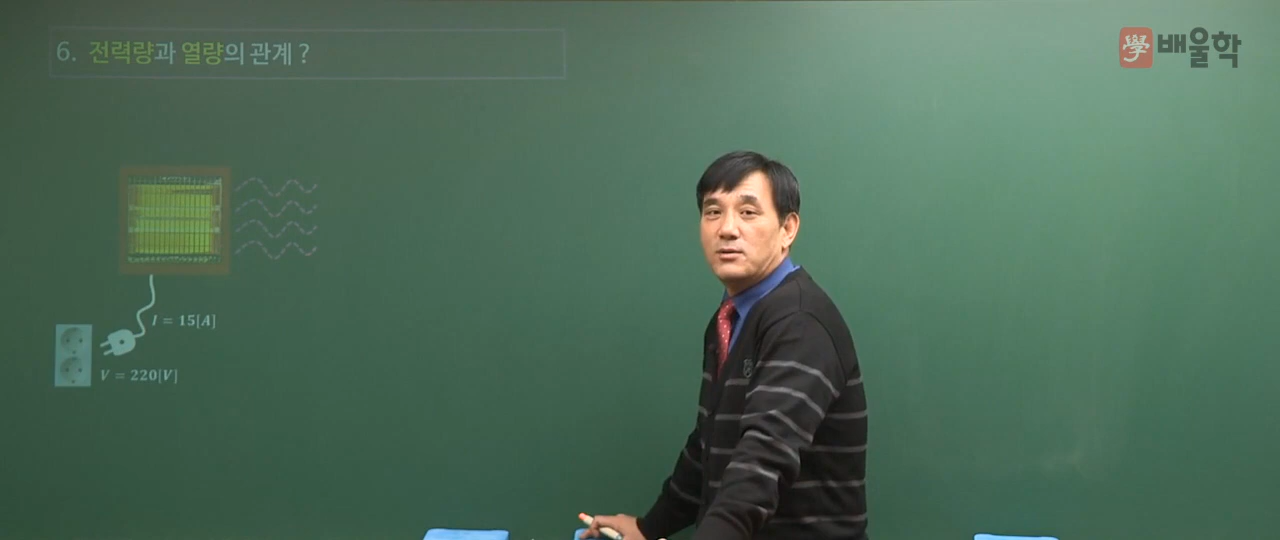 6. 전력량과 열량의 관계 ?
學 배울학
I = 15[A]
V = 220[V]